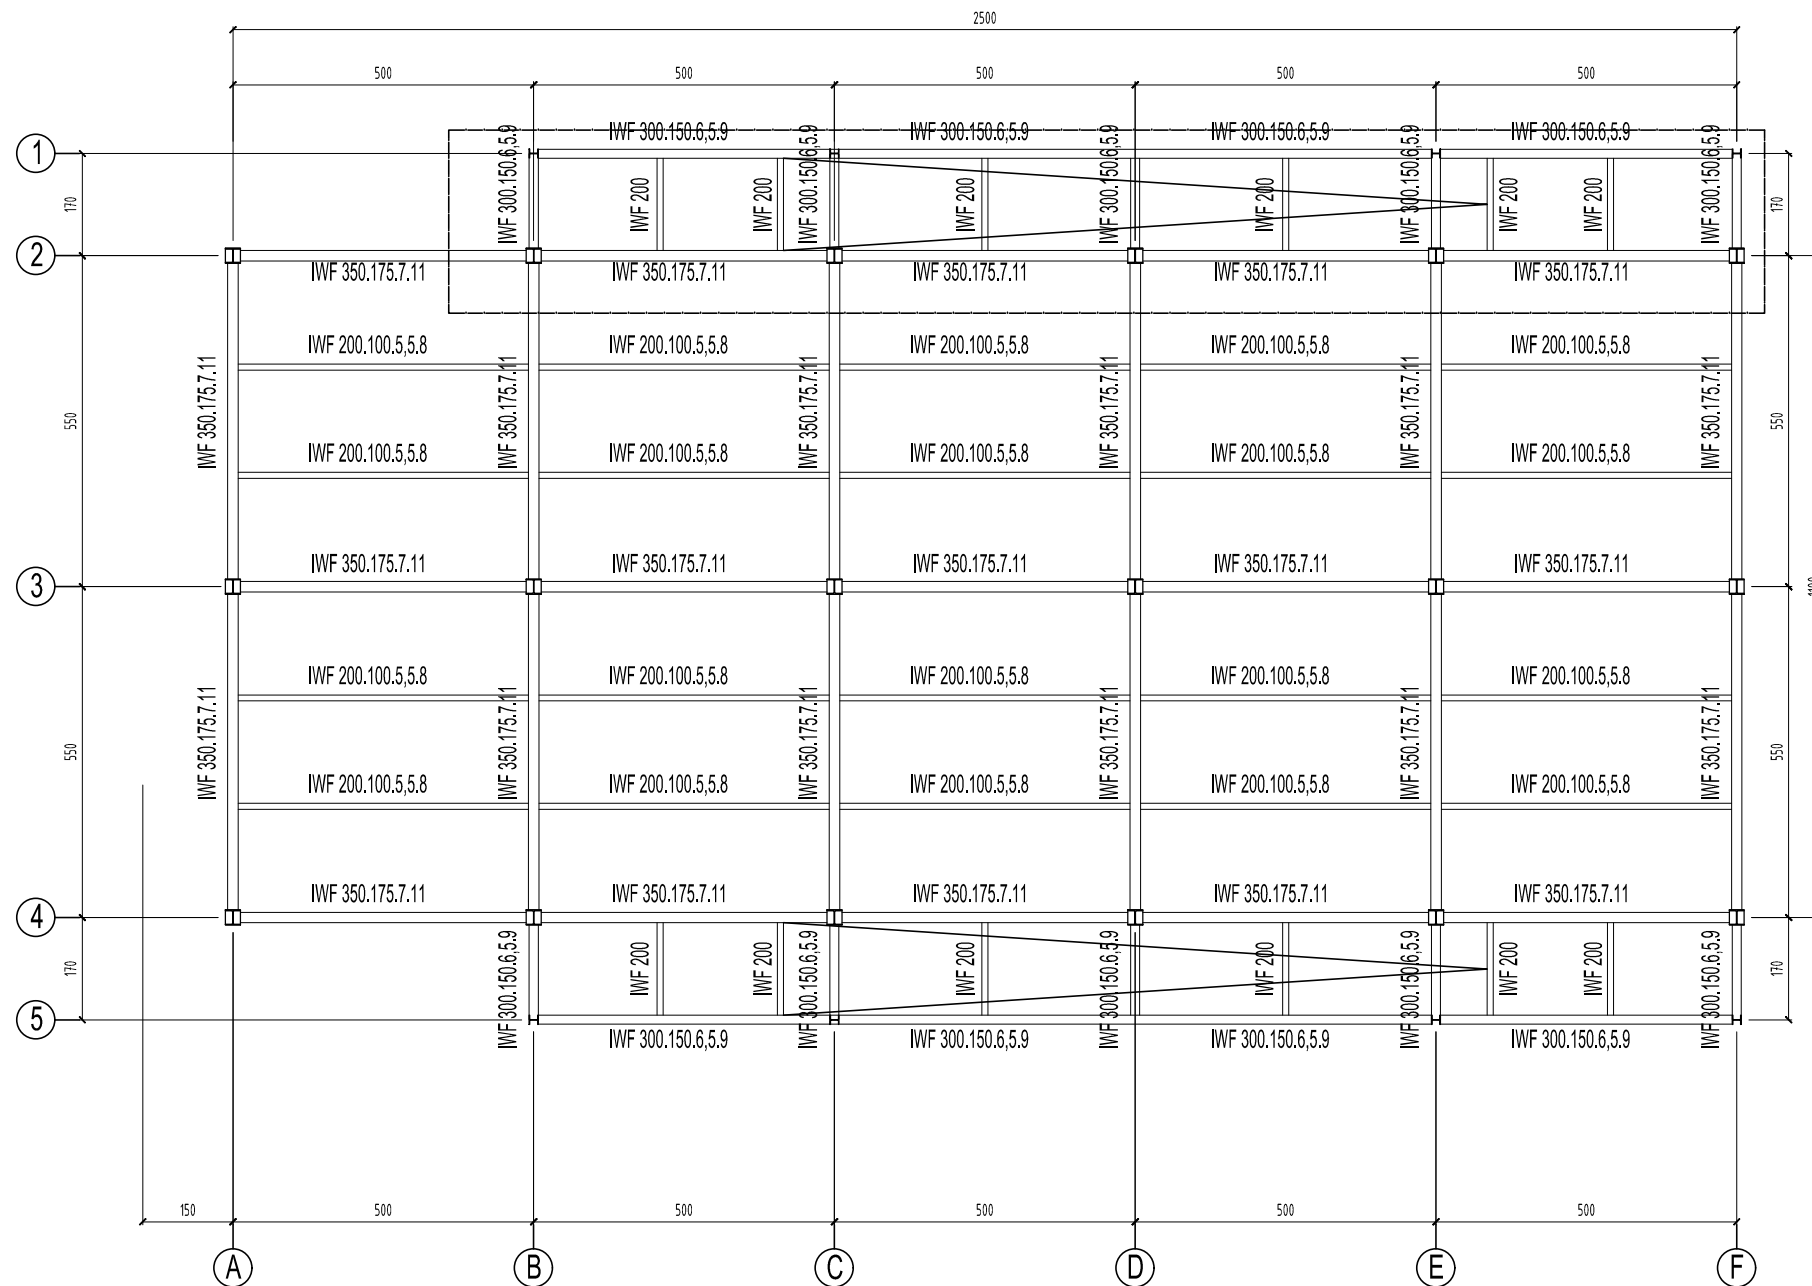 2500
500 500 500 500 500
IWF 300.150.6,5.9 IWF 300.150.6,5.9 IWF 300.150.6,5.9 IWF 300.150.6,5.9
1
IWF 300.150.6,5.9 IWF 300.150.6,5.9 IWF 300.150.6,5.9 IWF 300.150.6,5.9 IWF 300.150.6,5.9
170 IWF 200 IWF 200 IWF 200 IWF 200 IWF 200 IWF 200 170
2
IWF 350.175.7.11 IWF 350.175.7.11 IWF 350.175.7.11 IWF 350.175.7.11 IWF 350.175.7.11
IWF 200.100.5,5.8 IWF 200.100.5,5.8 IWF 200.100.5,5.8 IWF 200.100.5,5.8 IWF 200.100.5,5.8
550 IWF 350.175.7.11 IWF 350.175.7.11 IWF 350.175.7.11 IWF 350.175.7.11 IWF 350.175.7.11 IWF 350.175.7.11 550
IWF 200.100.5,5.8 IWF 200.100.5,5.8 IWF 200.100.5,5.8 IWF 200.100.5,5.8 IWF 200.100.5,5.8
IWF 350.175.7.11 IWF 350.175.7.11 IWF 350.175.7.11 IWF 350.175.7.11 IWF 350.175.7.11
3
IWF 200.100.5,5.8 IWF 200.100.5,5.8 IWF 200.100.5,5.8 IWF 200.100.5,5.8 IWF 200.100.5,5.8
550 IWF 350.175.7.11 IWF 350.175.7.11 IWF 350.175.7.11 IWF 350.175.7.11 IWF 350.175.7.11 IWF 350.175.7.11 550
IWF 200.100.5,5.8 IWF 200.100.5,5.8 IWF 200.100.5,5.8 IWF 200.100.5,5.8 IWF 200.100.5,5.8
IWF 350.175.7.11 IWF 350.175.7.11 IWF 350.175.7.11 IWF 350.175.7.11 IWF 350.175.7.11
4
170 IWF 200 IWF 200 IWF 200 IWF 200 IWF 200 IWF 200 170
IWF 300.150.6,5.9 IWF 300.150.6,5.9 IWF 300.150.6,5.9 IWF 300.150.6,5.9 IWF 300.150.6,5.9
5
IWF 300.150.6,5.9 IWF 300.150.6,5.9 IWF 300.150.6,5.9 IWF 300.150.6,5.9
150 500 500 500 500 500
A B C D E F